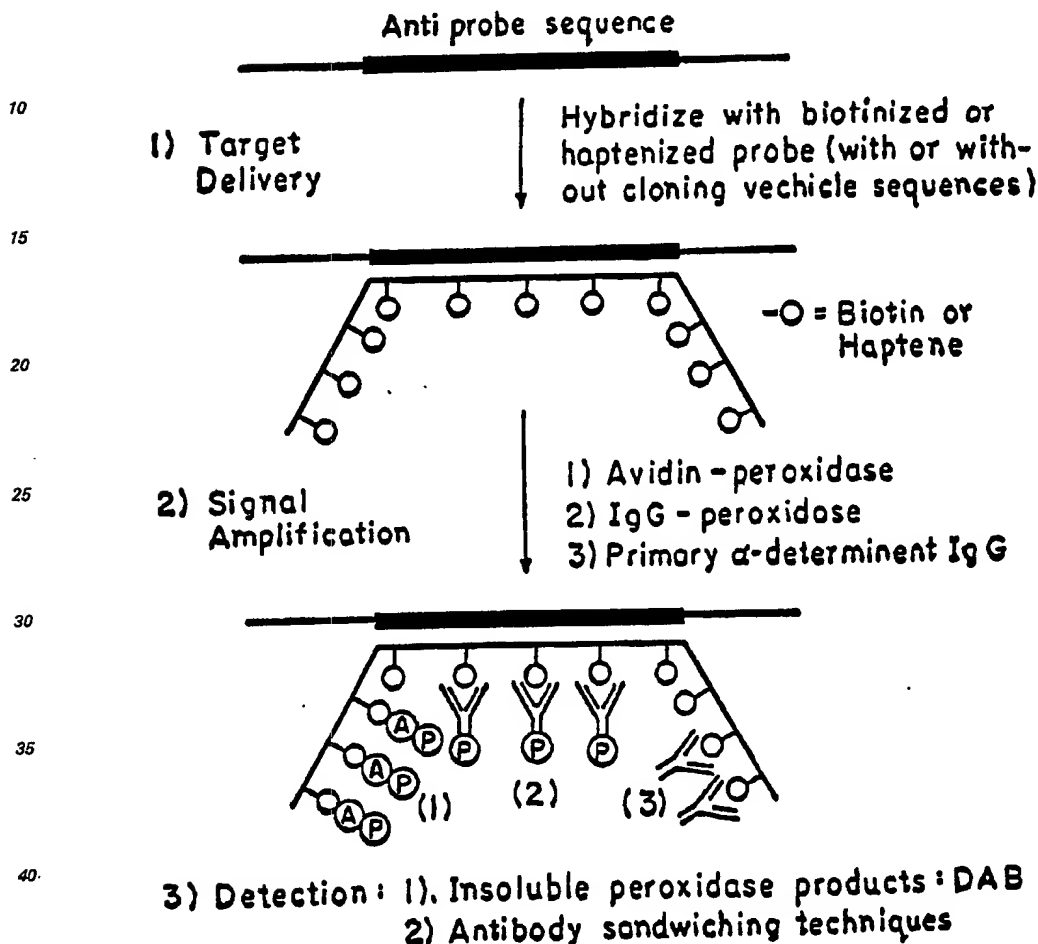 Anti probe sequence
10
1) Target
Delivery
Hybridize with biotinized or
haptenized probe (with or with-
out cloning vechicle sequences)
15
-O = Biotin or
Haptene
20
25
2) Signal
Amplification
1) Avidin-peroxidase
2) IgG-peroxidase
3) Primary α-determinent IgG
30
35
A P
A P
A P
(1)
P
P
P
(2)
(3)
40
3) Detection: 1). Insoluble peroxidase products: DAB
2) Antibody sandwiching techniques